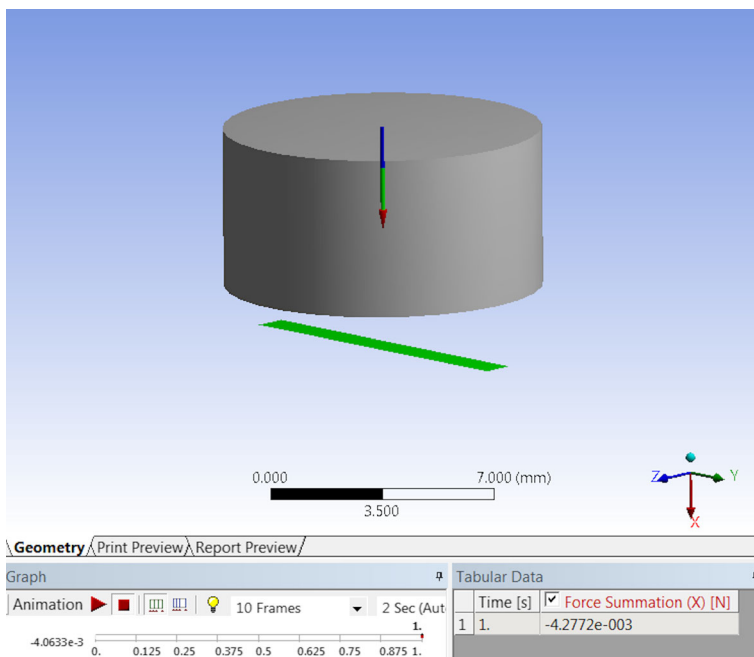 0.000
7.000 (mm)
3.500
Z
Y
X
Geometry
Print Preview
Report Preview
Graph
Animation
10 Frames
2 Sec (Aut
1.
-4.0633e-3
0. 0.125 0.25 0.375 0.5 0.625 0.75 0.875 1.
Tabular Data
Time [s] Force Summation (X) [N]
1 1. -4.2772e-003